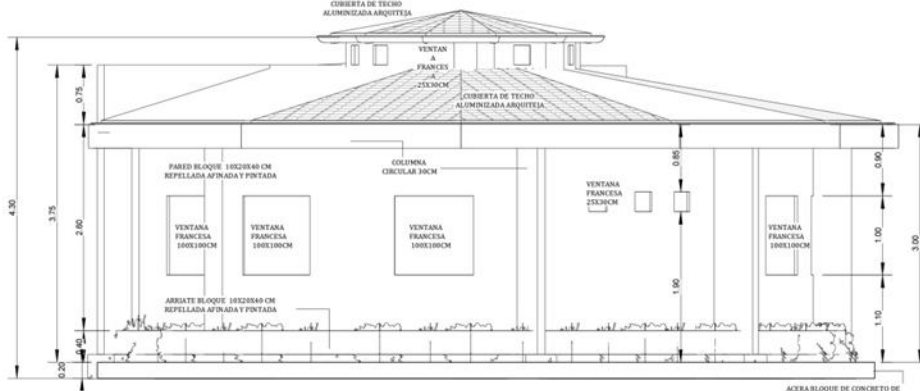 CUBIERTA DE TECHO
ALUMINIZADA ARQUITEJA
VENTAN
A
FRANCES
A
25X30CM
CUBIERTA DE TECHO
ALUMINIZADA ARQUITEJA
0.75
4.30
3.75
2.60
0.40
0.20
PARED BLOQUE 10X20X40 CM
REPELLADA AFINADA Y PINTADA
COLUMNA
CIRCULAR 30CM
VENTANA
FRANCESA
25X30CM
0.85
0.90
VENTANA
FRANCESA
100X100CM
VENTANA
FRANCESA
100X100CM
VENTANA
FRANCESA
100X100CM
VENTANA
FRANCESA
100X100CM
1.00
3.00
1.90
1.10
ARRIATE BLOQUE 10X20X40 CM
REPELLADA AFINADA Y PINTADA
ACERA BLOQUE DE CONCRETO DE